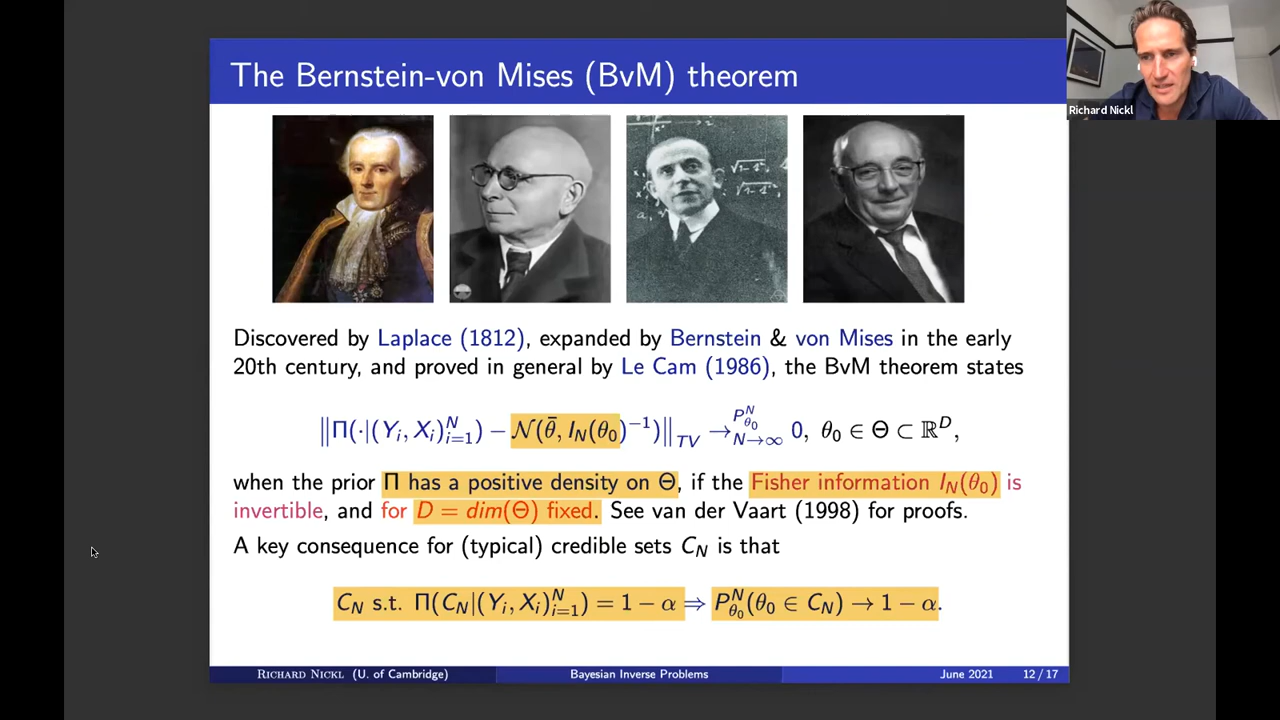 The Bernstein-von Mises (BvM) theorem
Richard Nickl
Discovered by Laplace (1812), expanded by Bernstein & von Mises in the early
20th century, and proved in general by Le Cam (1986), the BvM theorem states
‖Π(·|(Y_i, X_i)_{i=1}^N) − 𝒩(θ̄, I_N(θ_0)^{−1})‖_{TV} →_{N→∞}^{P_{θ_0}^N} 0, θ_0 ∈ Θ ⊂ ℝ^D,
when the prior Π has a positive density on Θ, if the Fisher information I_N(θ_0) is
invertible, and for D = dim(Θ) fixed. See van der Vaart (1998) for proofs.
A key consequence for (typical) credible sets C_N is that
C_N s.t. Π(C_N|(Y_i, X_i)_{i=1}^N) = 1 − α ⇒ P_{θ_0}^N(θ_0 ∈ C_N) → 1 − α.
Richard Nickl (U. of Cambridge) Bayesian Inverse Problems June 2021 12 / 17